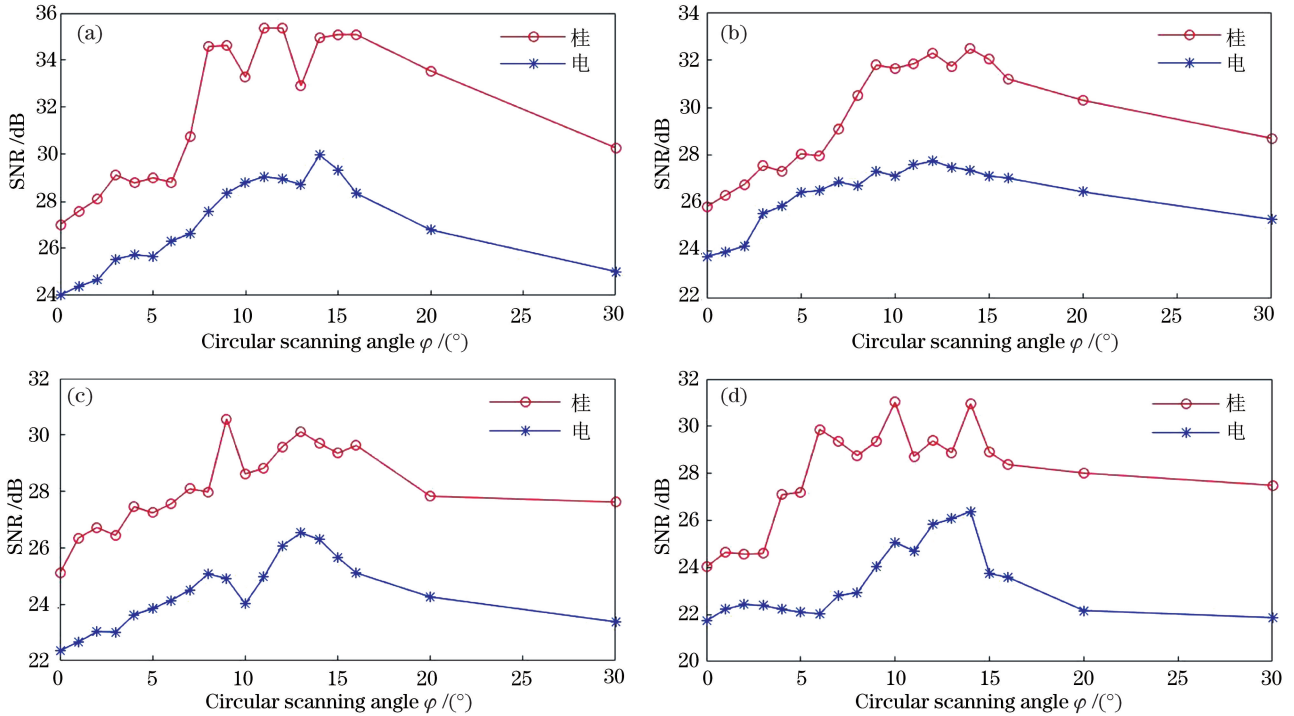 (a)
桂
电
36
34
32
30
28
26
24
SNR /dB
0 5 10 15 20 25 30
Circular scanning angle φ /(°)
(b)
桂
电
34
32
30
28
26
24
22
SNR/dB
0 5 10 15 20 25 30
Circular scanning angle φ /(°)
(c)
桂
电
32
30
28
26
24
22
SNR /dB
0 5 10 15 20 25 30
Circular scanning angle φ /(°)
(d)
桂
电
32
30
28
26
24
22
20
SNR /dB
0 5 10 15 20 25 30
Circular scanning angle φ /(°)